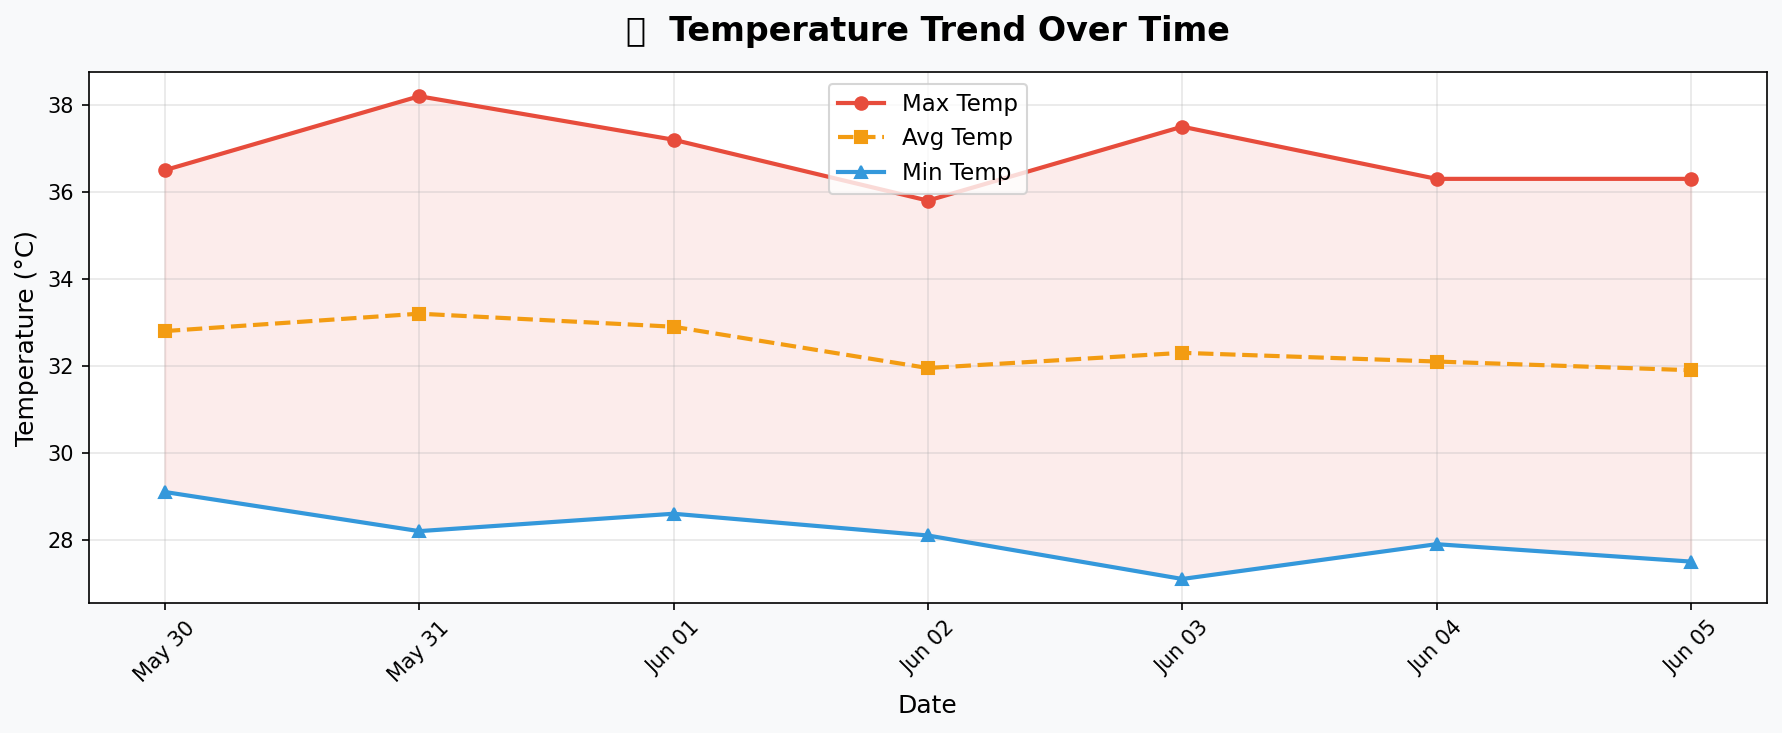 Temperature Trend Over Time
Max Temp
Avg Temp
Min Temp
Temperature (°C)
38
36
34
32
30
28
May 30
May 31
Jun 01
Jun 02
Jun 03
Jun 04
Jun 05
Date